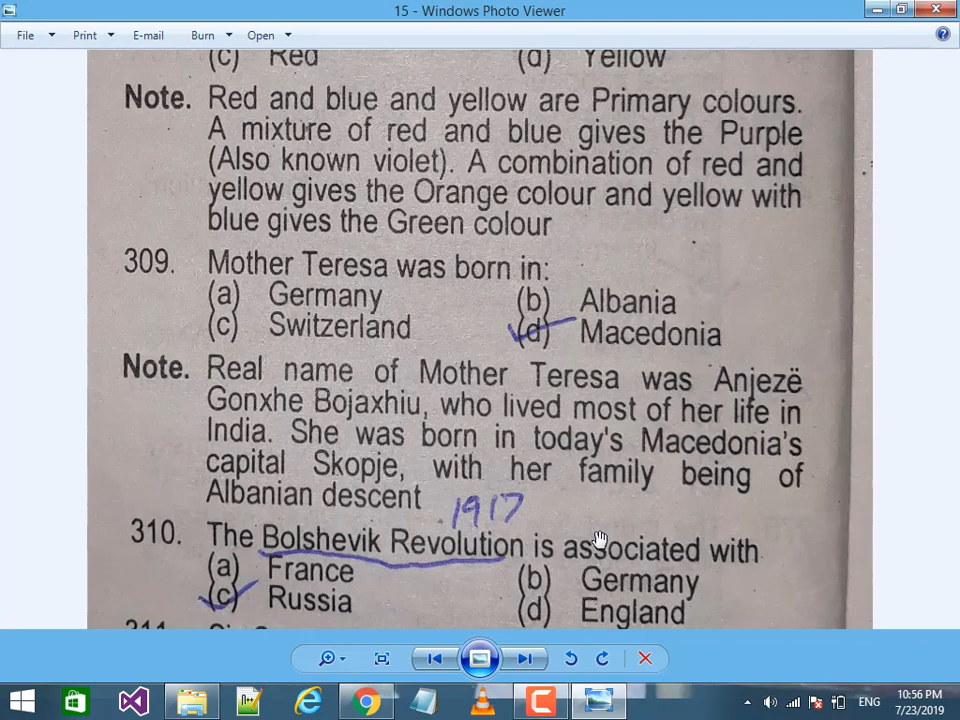 15 - Windows Photo Viewer
File Print E-mail Burn Open
(c) Red (d) Yellow
Note. Red and blue and yellow are Primary colours.
A mixture of red and blue gives the Purple
(Also known violet). A combination of red and
yellow gives the Orange colour and yellow with
blue gives the Green colour
309. Mother Teresa was born in:
(a) Germany (b) Albania
(c) Switzerland (d) Macedonia
Note. Real name of Mother Teresa was Anjezë
Gonxhe Bojaxhiu, who lived most of her life in
India. She was born in today's Macedonia's
capital Skopje, with her family being of
Albanian descent
1917
310. The Bolshevik Revolution is associated with
(a) France (b) Germany
(c) Russia (d) England
ENG
10:56 PM
7/23/2019